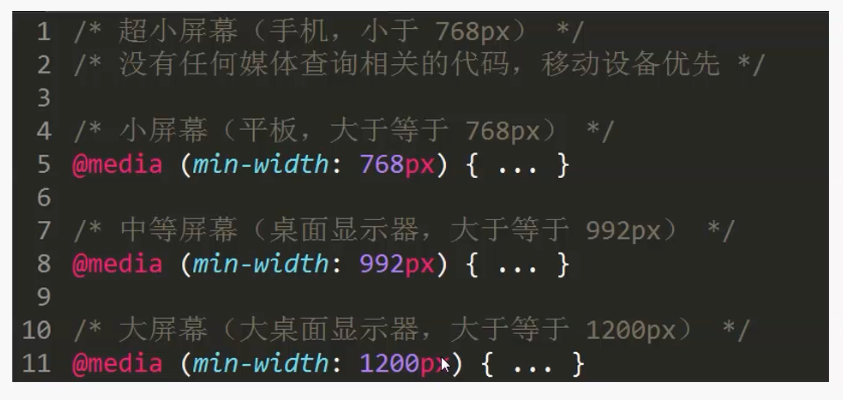 1 /* 超小屏幕（手机，小于 768px） */
2 /* 没有任何媒体查询相关的代码，移动设备优先 */
3
4 /* 小屏幕（平板，大于等于 768px） */
5 @media (min-width: 768px) { ... }
6
7 /* 中等屏幕（桌面显示器，大于等于 992px） */
8 @media (min-width: 992px) { ... }
9
10 /* 大屏幕（大桌面显示器，大于等于 1200px） */
11 @media (min-width: 1200px) { ... }